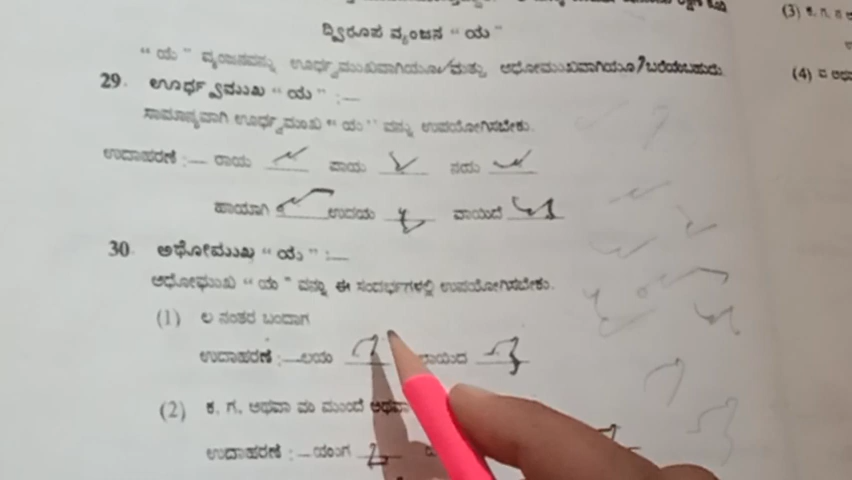 ದ್ವಿರೂಪ ವ್ಯಂಜನ “ ಯ ”
“ ಯ ” ವ್ಯಂಜನವನ್ನು ಊರ್ಧ್ವಮುಖವಾಗಿಯೂ ಮತ್ತು ಅಧೋಮುಖವಾಗಿಯೂ ಬರೆಯಬಹುದು.
29. ಊರ್ಧ್ವಮುಖ “ ಯ ” :—
ಸಾಮಾನ್ಯವಾಗಿ ಊರ್ಧ್ವಮುಖ “ ಯ ” ವನ್ನು ಉಪಯೋಗಿಸಬೇಕು.
ಉದಾಹರಣೆ :— ರಾಯ ಪಾಯ ನಯ
ಹಾಯಾಗಿ ಉದಯ ವಾಯಿದೆ
30. ಅಧೋಮುಖ “ ಯ ” :—
ಅಧೋಮುಖ “ ಯ ” ವನ್ನು ಈ ಸಂದರ್ಭಗಳಲ್ಲಿ ಉಪಯೋಗಿಸಬೇಕು.
(1) ಲ ನಂತರ ಬಂದಾಗ
ಉದಾಹರಣೆ :—ಲಯ
(2) ಕ, ಗ, ಅಥವಾ ಮ ಮುಂದೆ ಅಥವಾ
ಉದಾಹರಣೆ :—ಯಾಗ
(3) ಕ, ಗ,
(4)